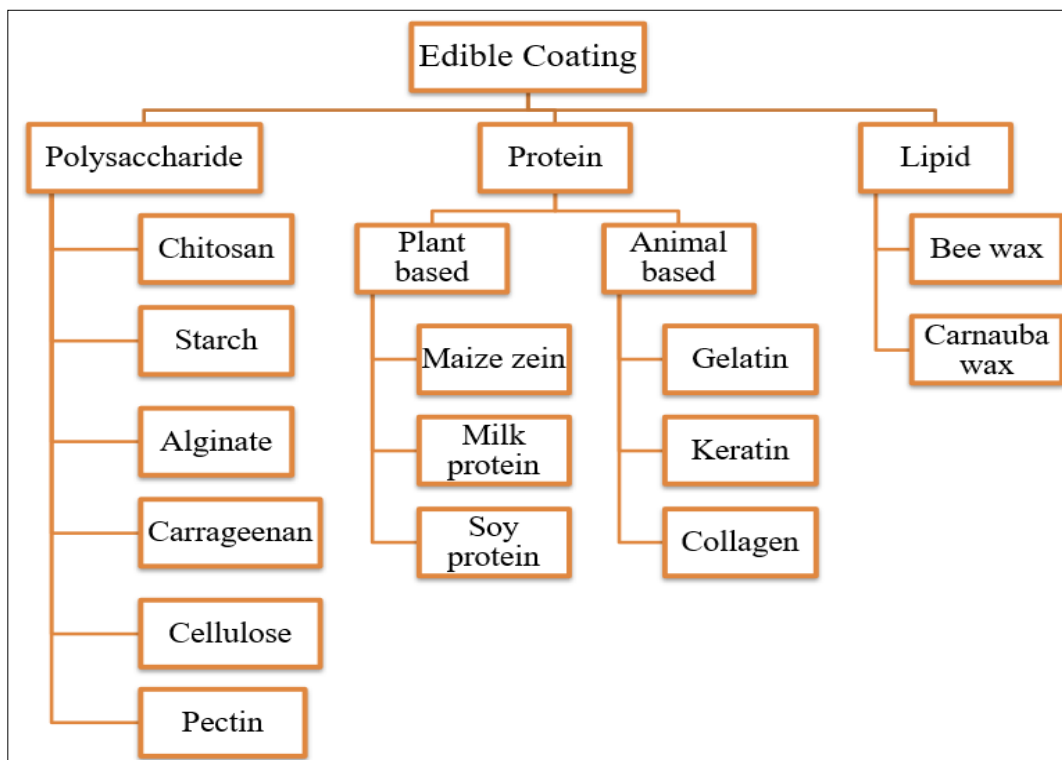 Edible Coating
Polysaccharide
Protein
Lipid
Chitosan
Starch
Alginate
Carrageenan
Cellulose
Pectin
Plant
based
Maize zein
Milk
protein
Soy
protein
Animal
based
Gelatin
Keratin
Collagen
Bee wax
Carnauba
wax